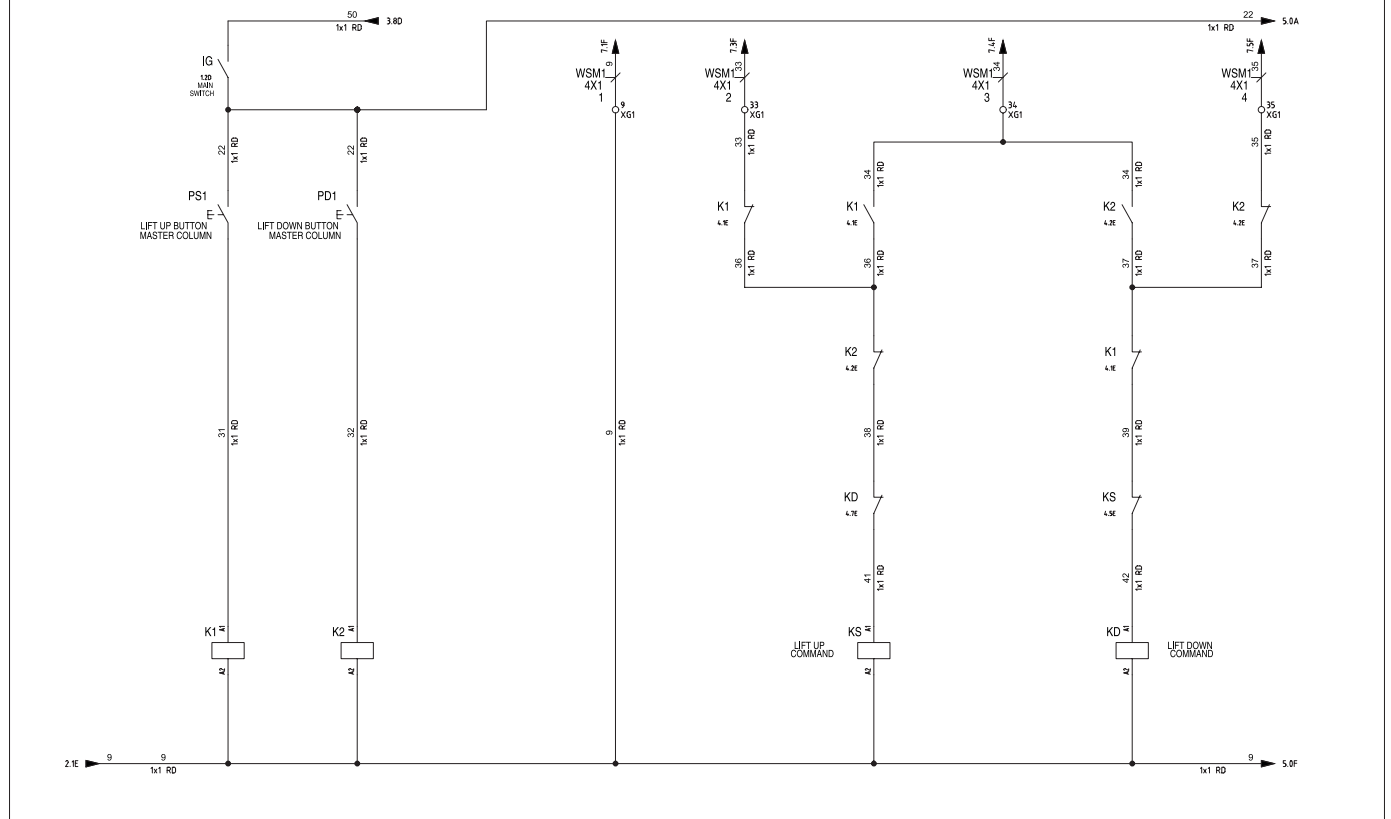 50
3.8D
1x1 RD
22
5.0A
1x1 RD
IG
1.2D
MAIN
SWITCH
7.1F
9
WSM1
4X1
1
9
XG1
7.3F
33
WSM1
4X1
2
33
XG1
7.4F
34
WSM1
4X1
3
34
XG1
7.5F
35
WSM1
4X1
4
35
XG1
22
1x1 RD
22
1x1 RD
33
1x1 RD
34
1x1 RD
34
1x1 RD
35
1x1 RD
PS1
LIFT UP BUTTON
MASTER COLUMN
PD1
LIFT DOWN BUTTON
MASTER COLUMN
K1
4.1E
K1
4.1E
K2
4.2E
K2
4.2E
36
1x1 RD
36
1x1 RD
37
1x1 RD
37
1x1 RD
K2
4.2E
K1
4.1E
31
1x1 RD
32
1x1 RD
9
1x1 RD
38
1x1 RD
39
1x1 RD
KD
4.7E
KS
4.5E
41
1x1 RD
42
1x1 RD
K1
A1
A2
K2
A1
A2
LIFT UP
COMMAND
KS
A1
A2
KD
A1
A2
LIFT DOWN
COMMAND
2.1E
9
9
1x1 RD
9
5.0F
1x1 RD